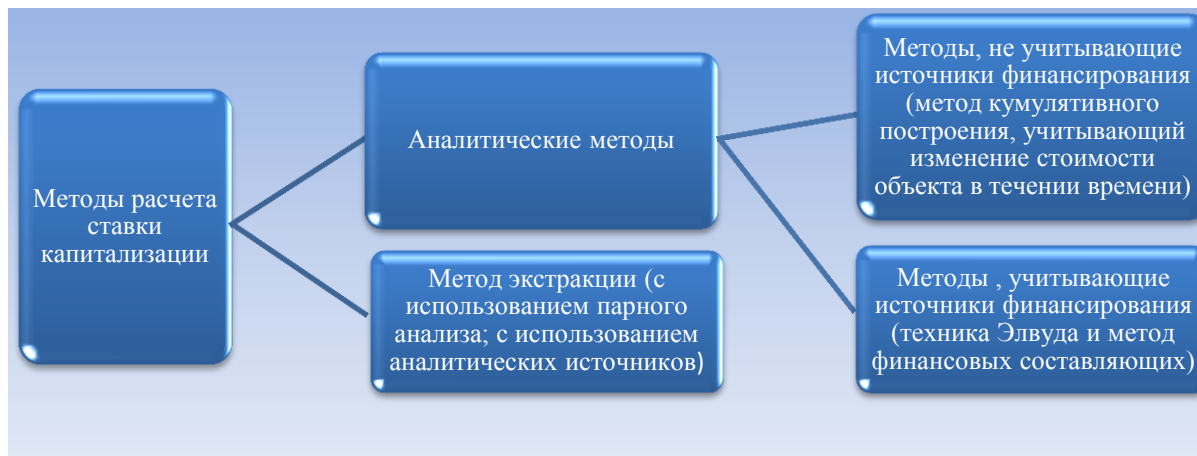 Методы расчета
ставки
капитализации
Аналитические методы
Метод экстракции (с
использованием парного
анализа; с использованием
аналитических источников)
Методы, не учитывающие
источники финансирования
(метод кумулятивного
построения, учитывающий
изменение стоимости
объекта в течении времени)
Методы , учитывающие
источники финансирования
(техника Элвуда и метод
финансовых составляющих)